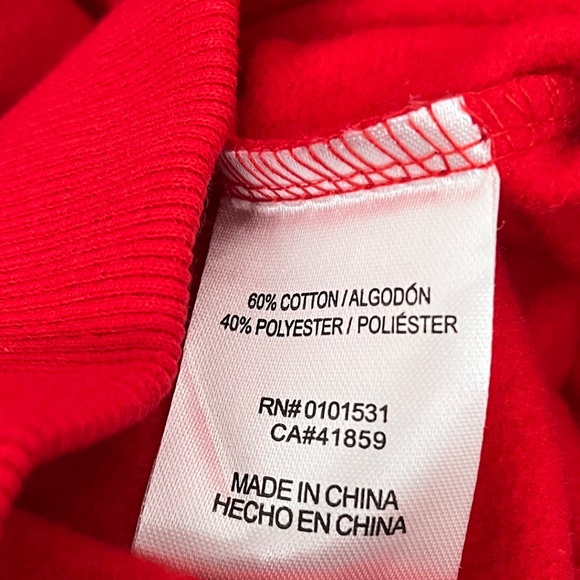 60% COTTON / ALGODÓN
40% POLYESTER / POLIÉSTER
RN# 0101531
CA#41859
MADE IN CHINA
HECHO EN CHINA